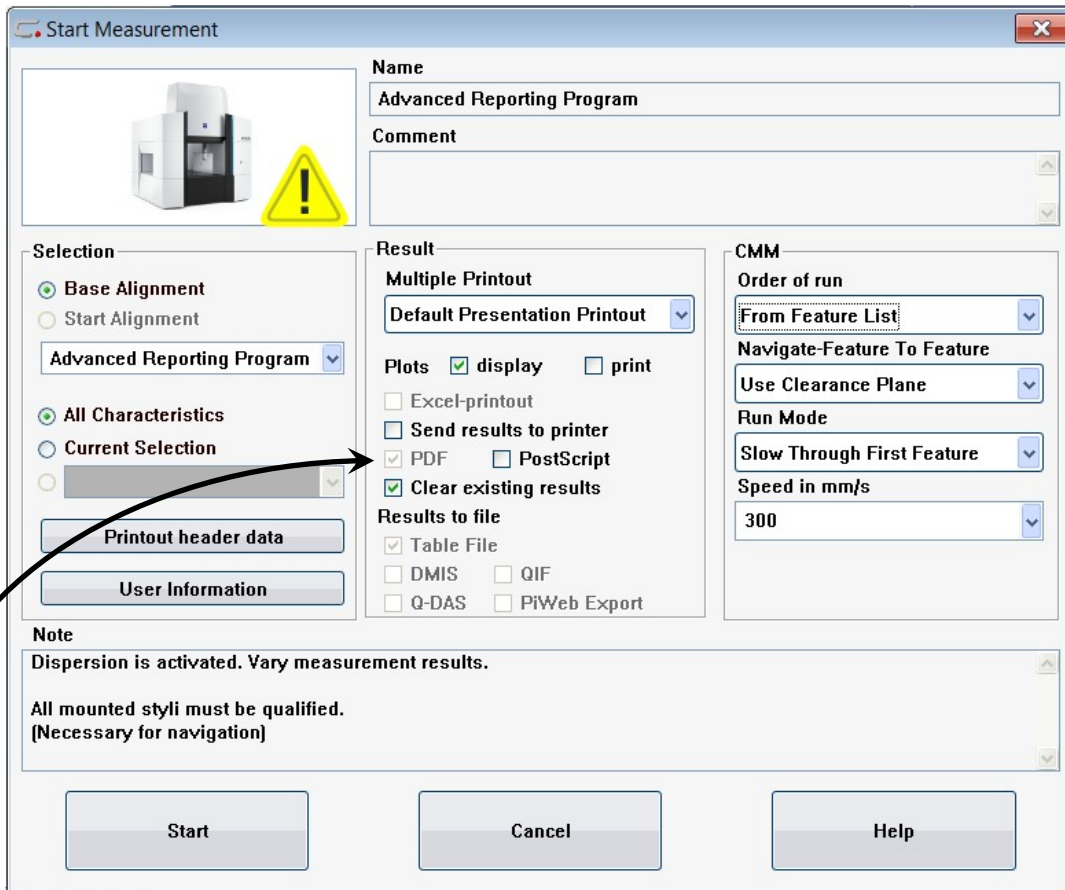 Start Measurement
Name
Advanced Reporting Program
Comment
Selection
Base Alignment
Start Alignment
Advanced Reporting Program
All Characteristics
Current Selection
Printout header data
User Information
Result
Multiple Printout
Default Presentation Printout
Plots display print
Excel-printout
Send results to printer
PDF PostScript
Clear existing results
Results to file
Table File
DMIS QIF
Q-DAS PiWeb Export
CMM
Order of run
From Feature List
Navigate-Feature To Feature
Use Clearance Plane
Run Mode
Slow Through First Feature
Speed in mm/s
300
Note
Dispersion is activated. Vary measurement results.
All mounted styli must be qualified.
(Necessary for navigation)
Start Cancel Help